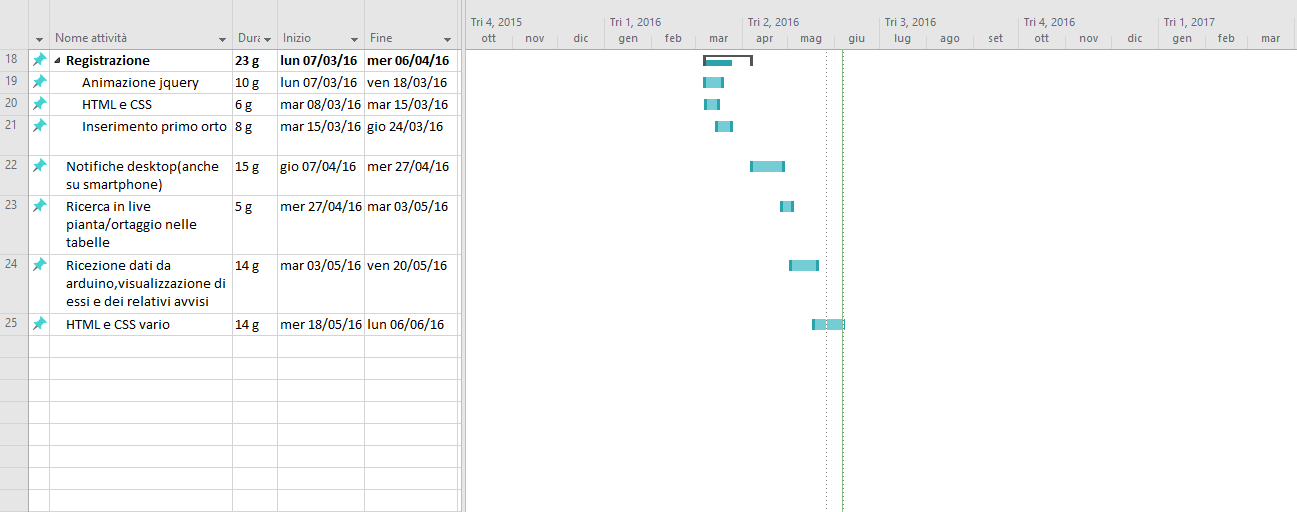 Tri 4, 2015 Tri 1, 2016 Tri 2, 2016 Tri 3, 2016 Tri 4, 2016 Tri 1, 2017
Nome attività Dura Inizio Fine ott nov dic gen feb mar apr mag giu lug ago set ott nov dic gen feb mar
18 Registrazione 23 g lun 07/03/16 mer 06/04/16
19 Animazione jquery 10 g lun 07/03/16 ven 18/03/16
20 HTML e CSS 6 g mar 08/03/16 mar 15/03/16
21 Inserimento primo orto 8 g mar 15/03/16 gio 24/03/16
22 Notifiche desktop(anche 15 g gio 07/04/16 mer 27/04/16
su smartphone)
23 Ricerca in live 5 g mer 27/04/16 mar 03/05/16
pianta/ortaggio nelle
tabelle
24 Ricezione dati da 14 g mar 03/05/16 ven 20/05/16
arduino,visualizzazione di
essi e dei relativi avvisi
25 HTML e CSS vario 14 g mer 18/05/16 lun 06/06/16